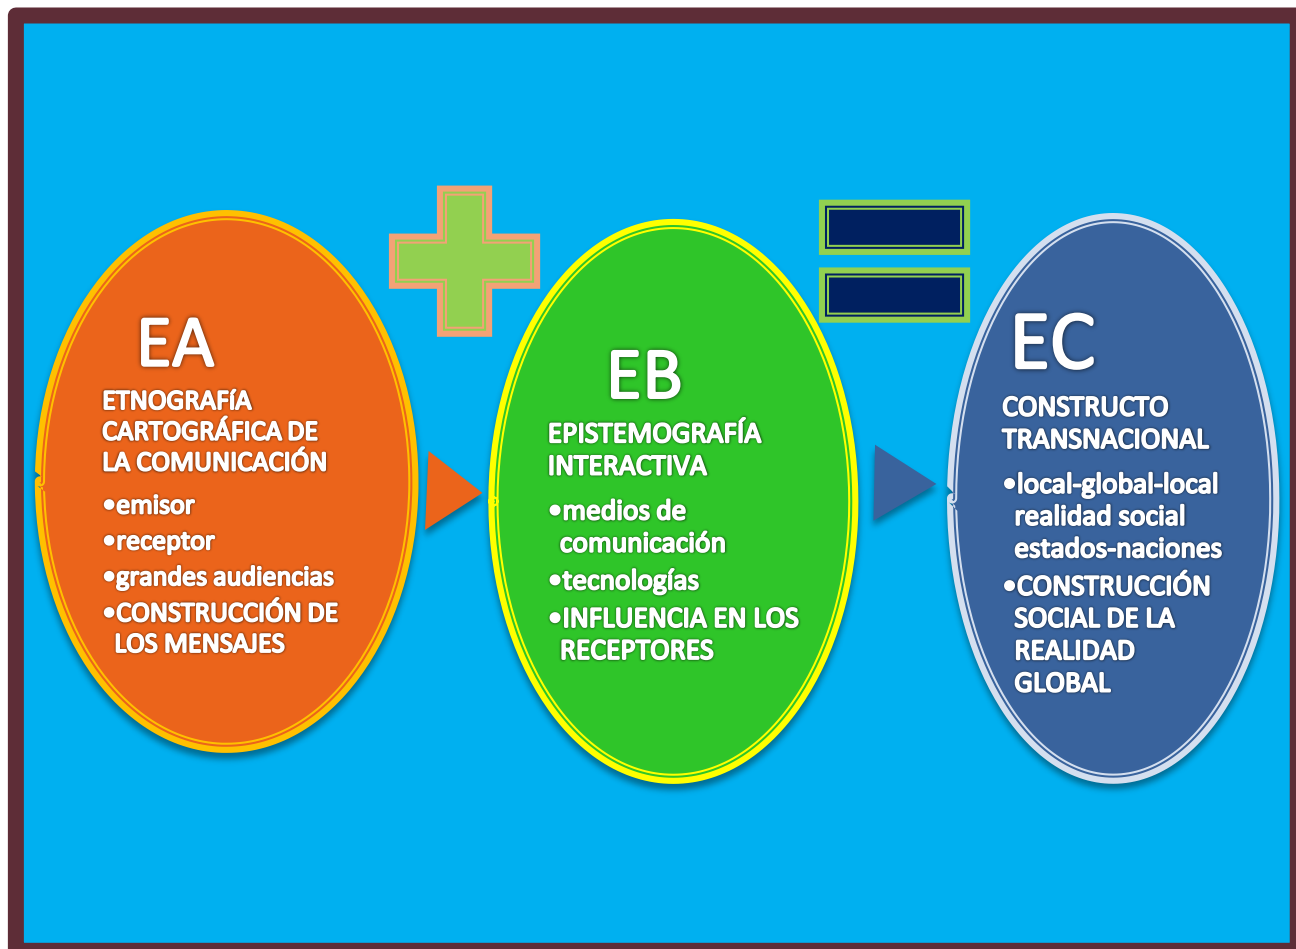 EA
ETNOGRAFíA
CARTOGRÁFICA DE
LA COMUNICACIÓN
•emisor
•receptor
•grandes audiencias
•CONSTRUCCIÓN DE
LOS MENSAJES
EB
EPISTEMOGRAFÍA
INTERACTIVA
•medios de
comunicación
•tecnologías
•INFLUENCIA EN LOS
RECEPTORES
EC
CONSTRUCTO
TRANSNACIONAL
•local-global-local
realidad social
estados-naciones
•CONSTRUCCIÓN
SOCIAL DE LA
REALIDAD
GLOBAL